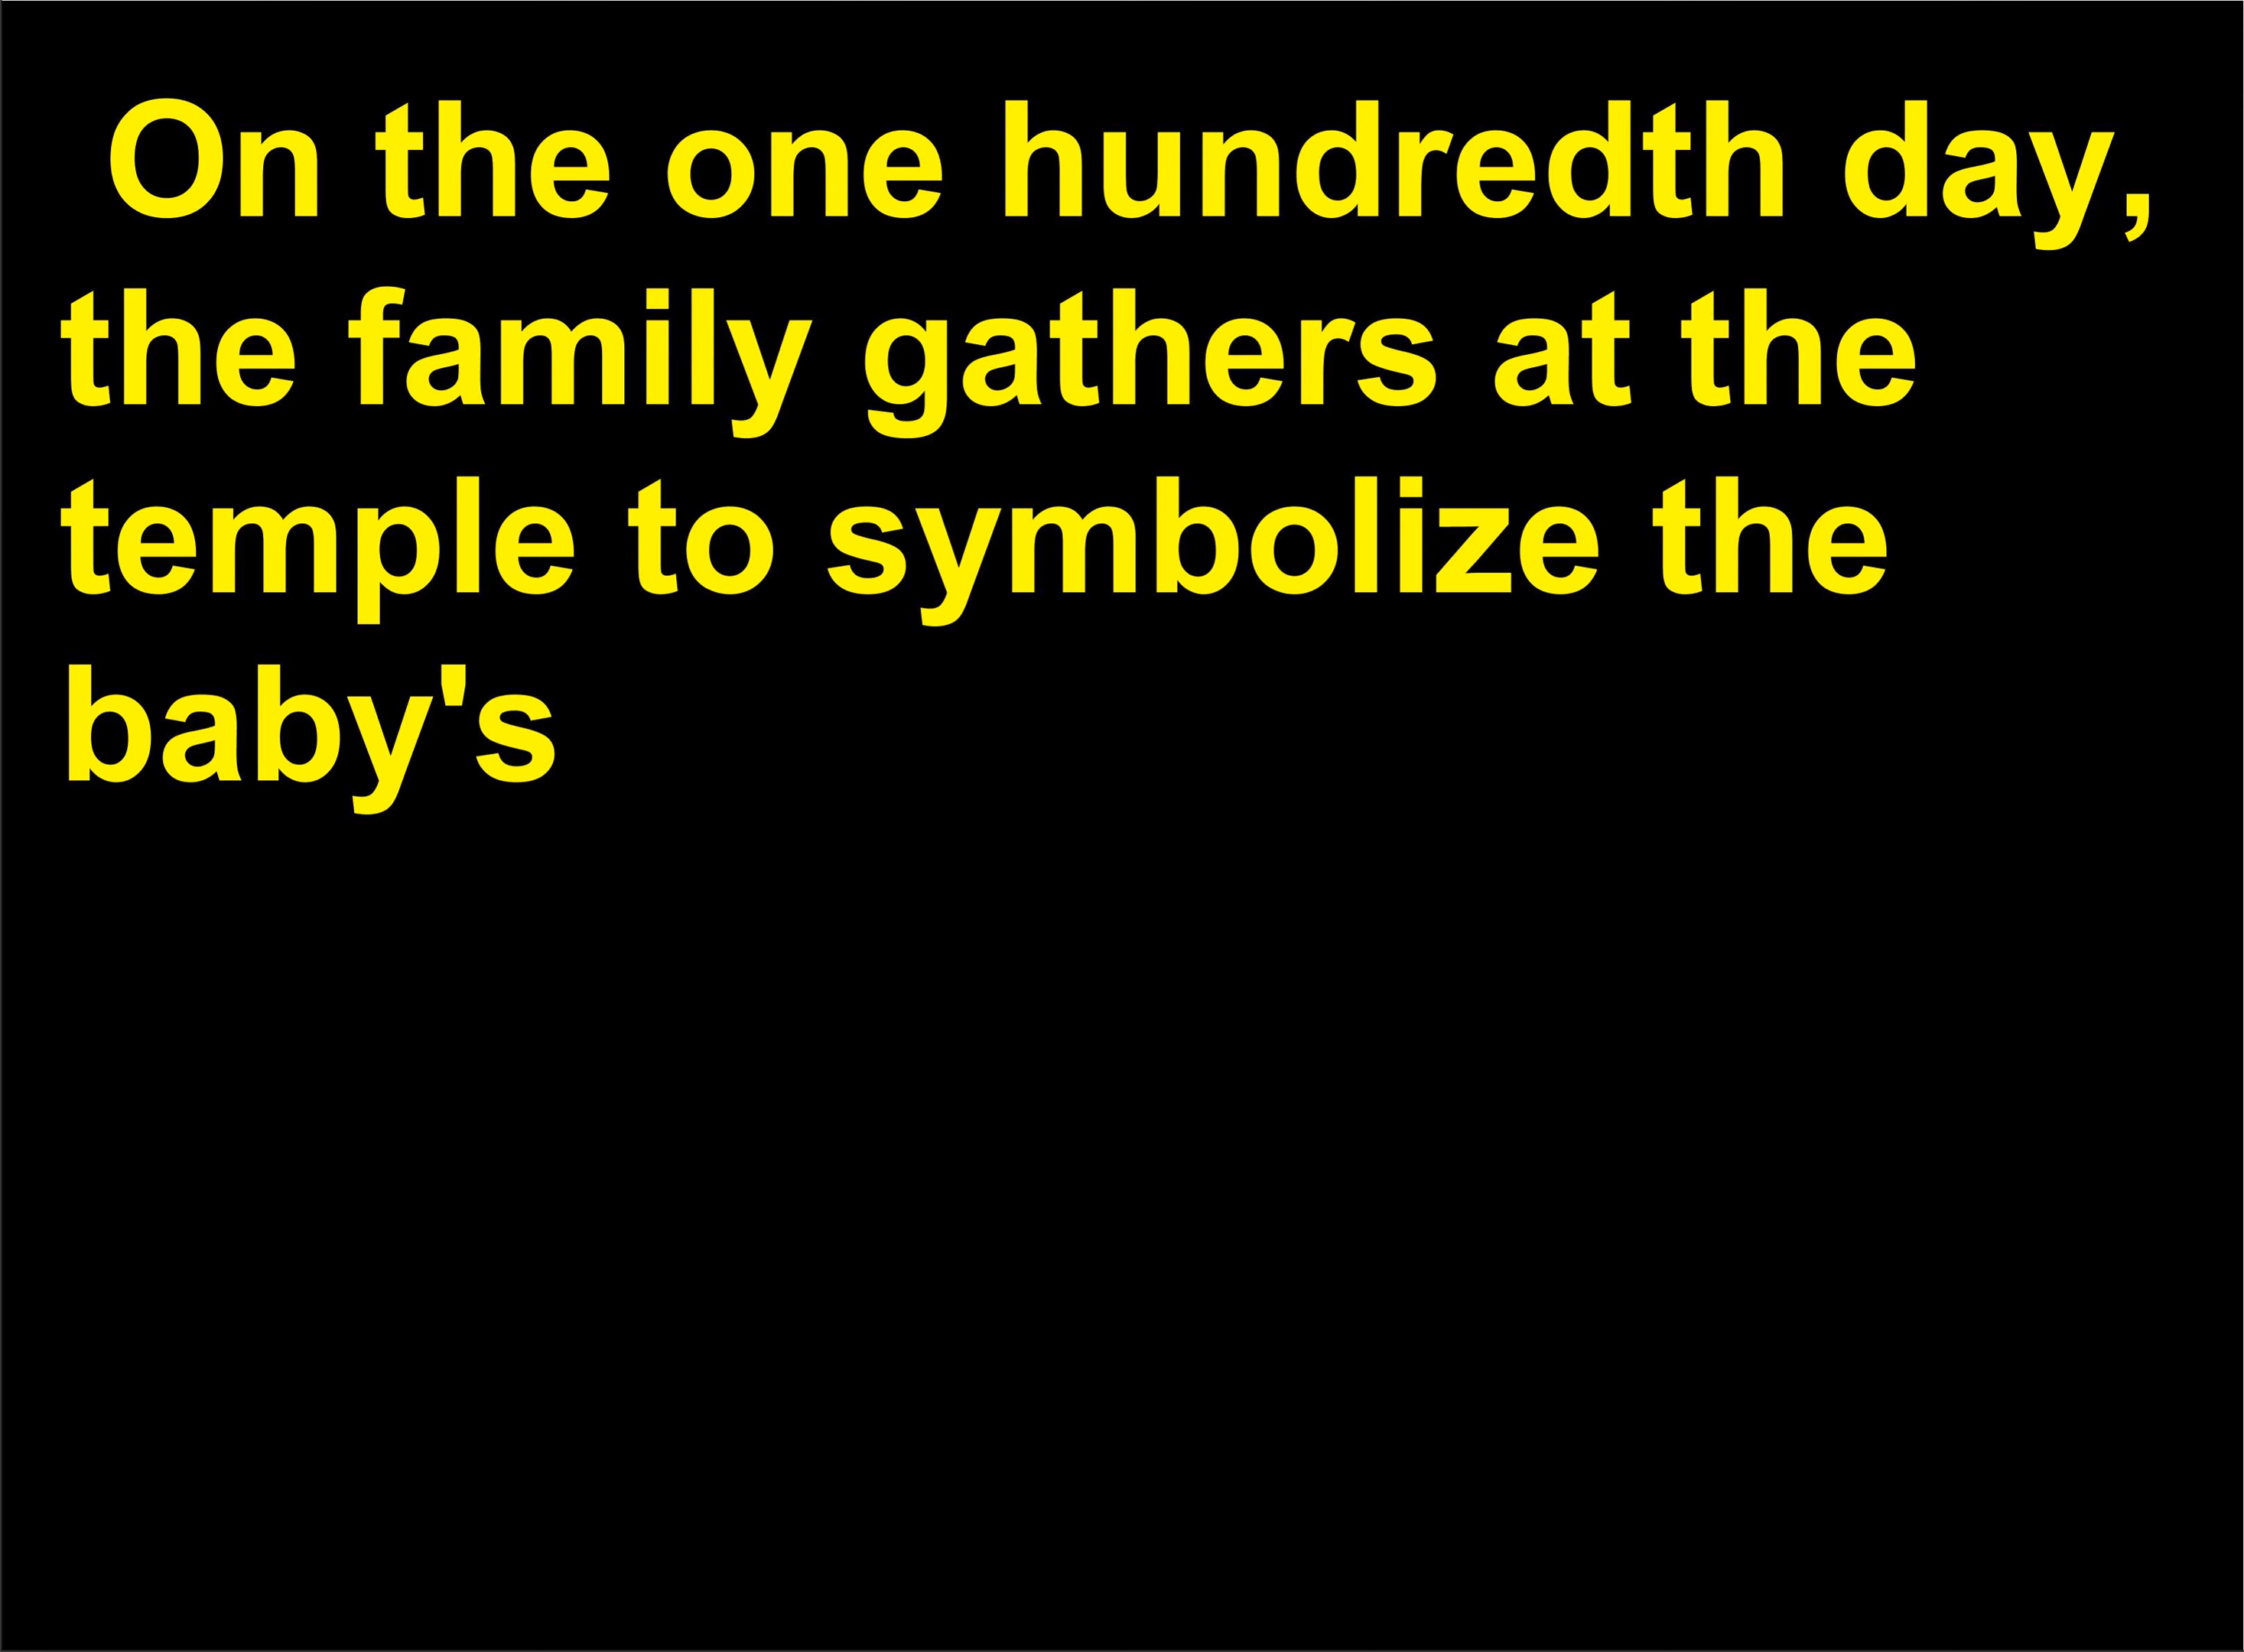 On the one hundredth day,
the family gathers at the
temple to symbolize the
baby's